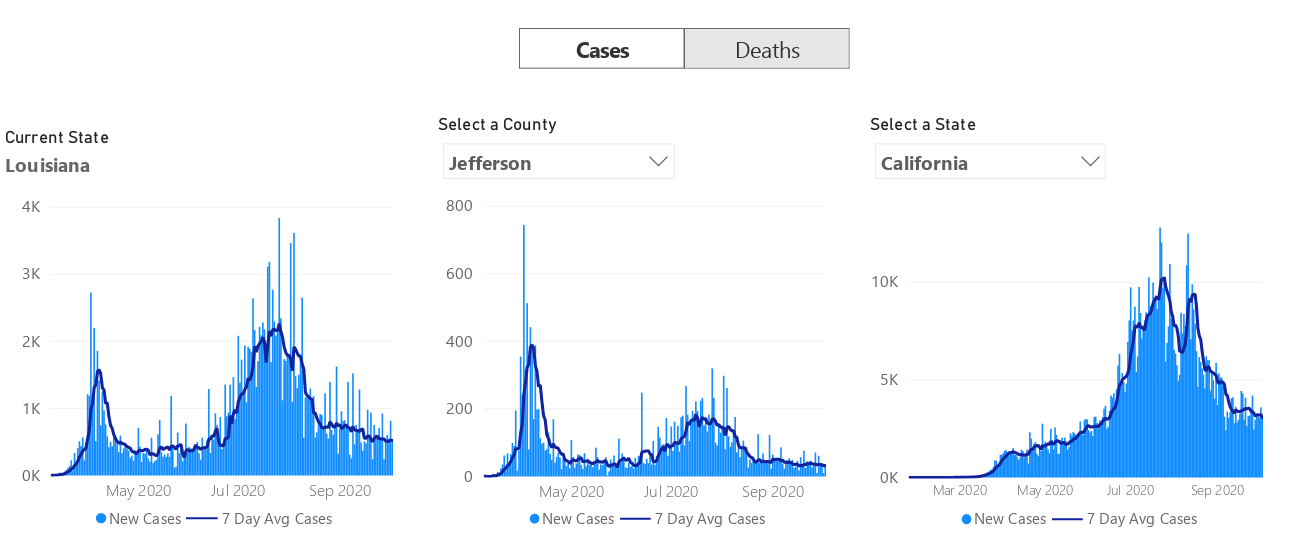 Cases Deaths
Current State
Louisiana
4K
3K
2K
1K
0K
May 2020 Jul 2020 Sep 2020
New Cases 7 Day Avg Cases
Select a County
Jefferson
800
600
400
200
0
May 2020 Jul 2020 Sep 2020
New Cases 7 Day Avg Cases
Select a State
California
10K
5K
0K
Mar 2020 May 2020 Jul 2020 Sep 2020
New Cases 7 Day Avg Cases